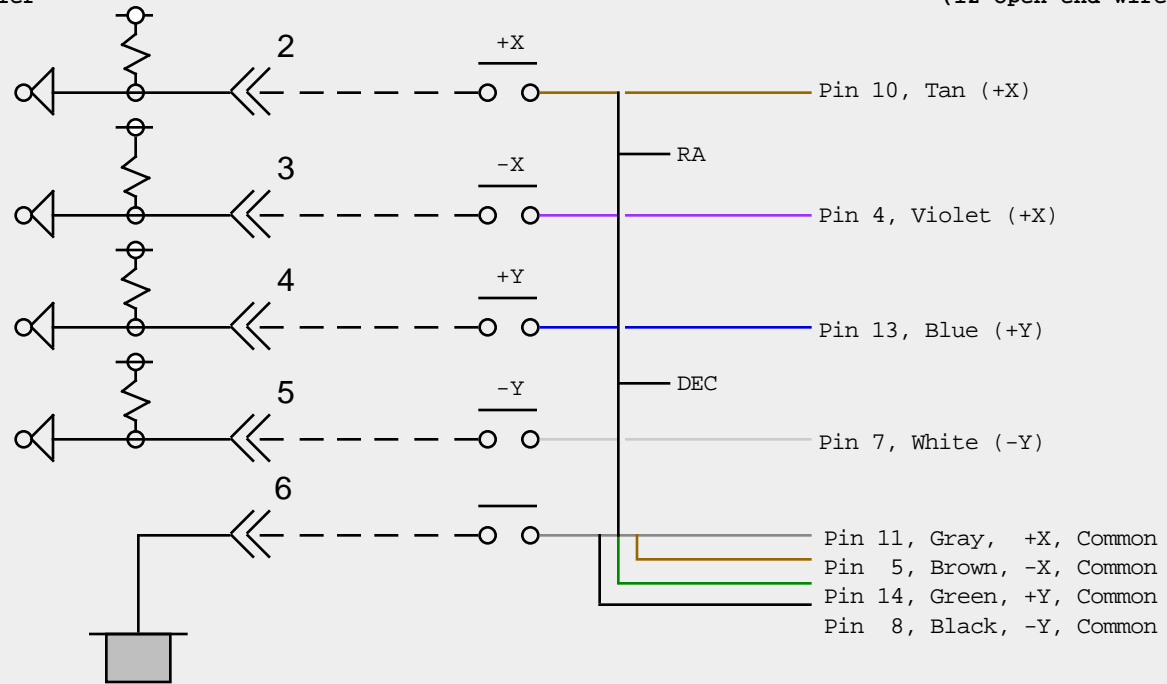 2
+X
Pin 10, Tan (+X)
RA
3
-X
Pin 4, Violet (+X)
4
+Y
Pin 13, Blue (+Y)
DEC
5
-Y
Pin 7, White (-Y)
6
Pin 11, Gray, +X, Common
Pin 5, Brown, -X, Common
Pin 14, Green, +Y, Common
Pin 8, Black, -Y, Common